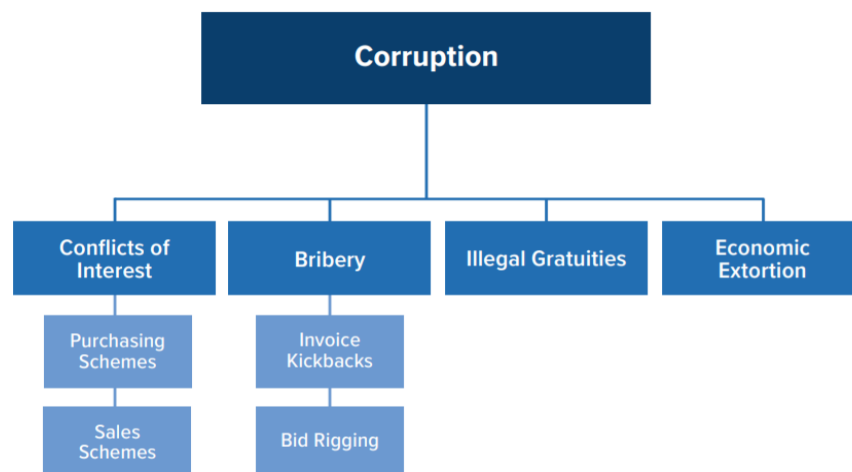 Corruption
Conflicts of
Interest
Bribery
Illegal Gratuities
Economic
Extortion
Purchasing
Schemes
Invoice
Kickbacks
Sales
Schemes
Bid Rigging